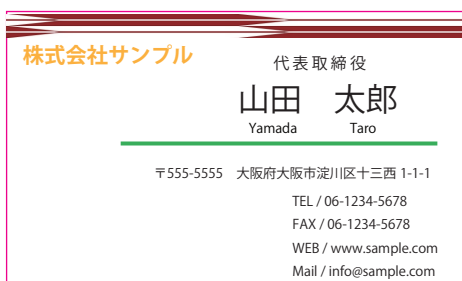 株式会社サンプル
代表取締役
山田　太郎
Yamada Taro
〒555-5555　大阪府大阪市淀川区十三西 1-1-1
TEL / 06-1234-5678
FAX / 06-1234-5678
WEB / www.sample.com
Mail / info@sample.com